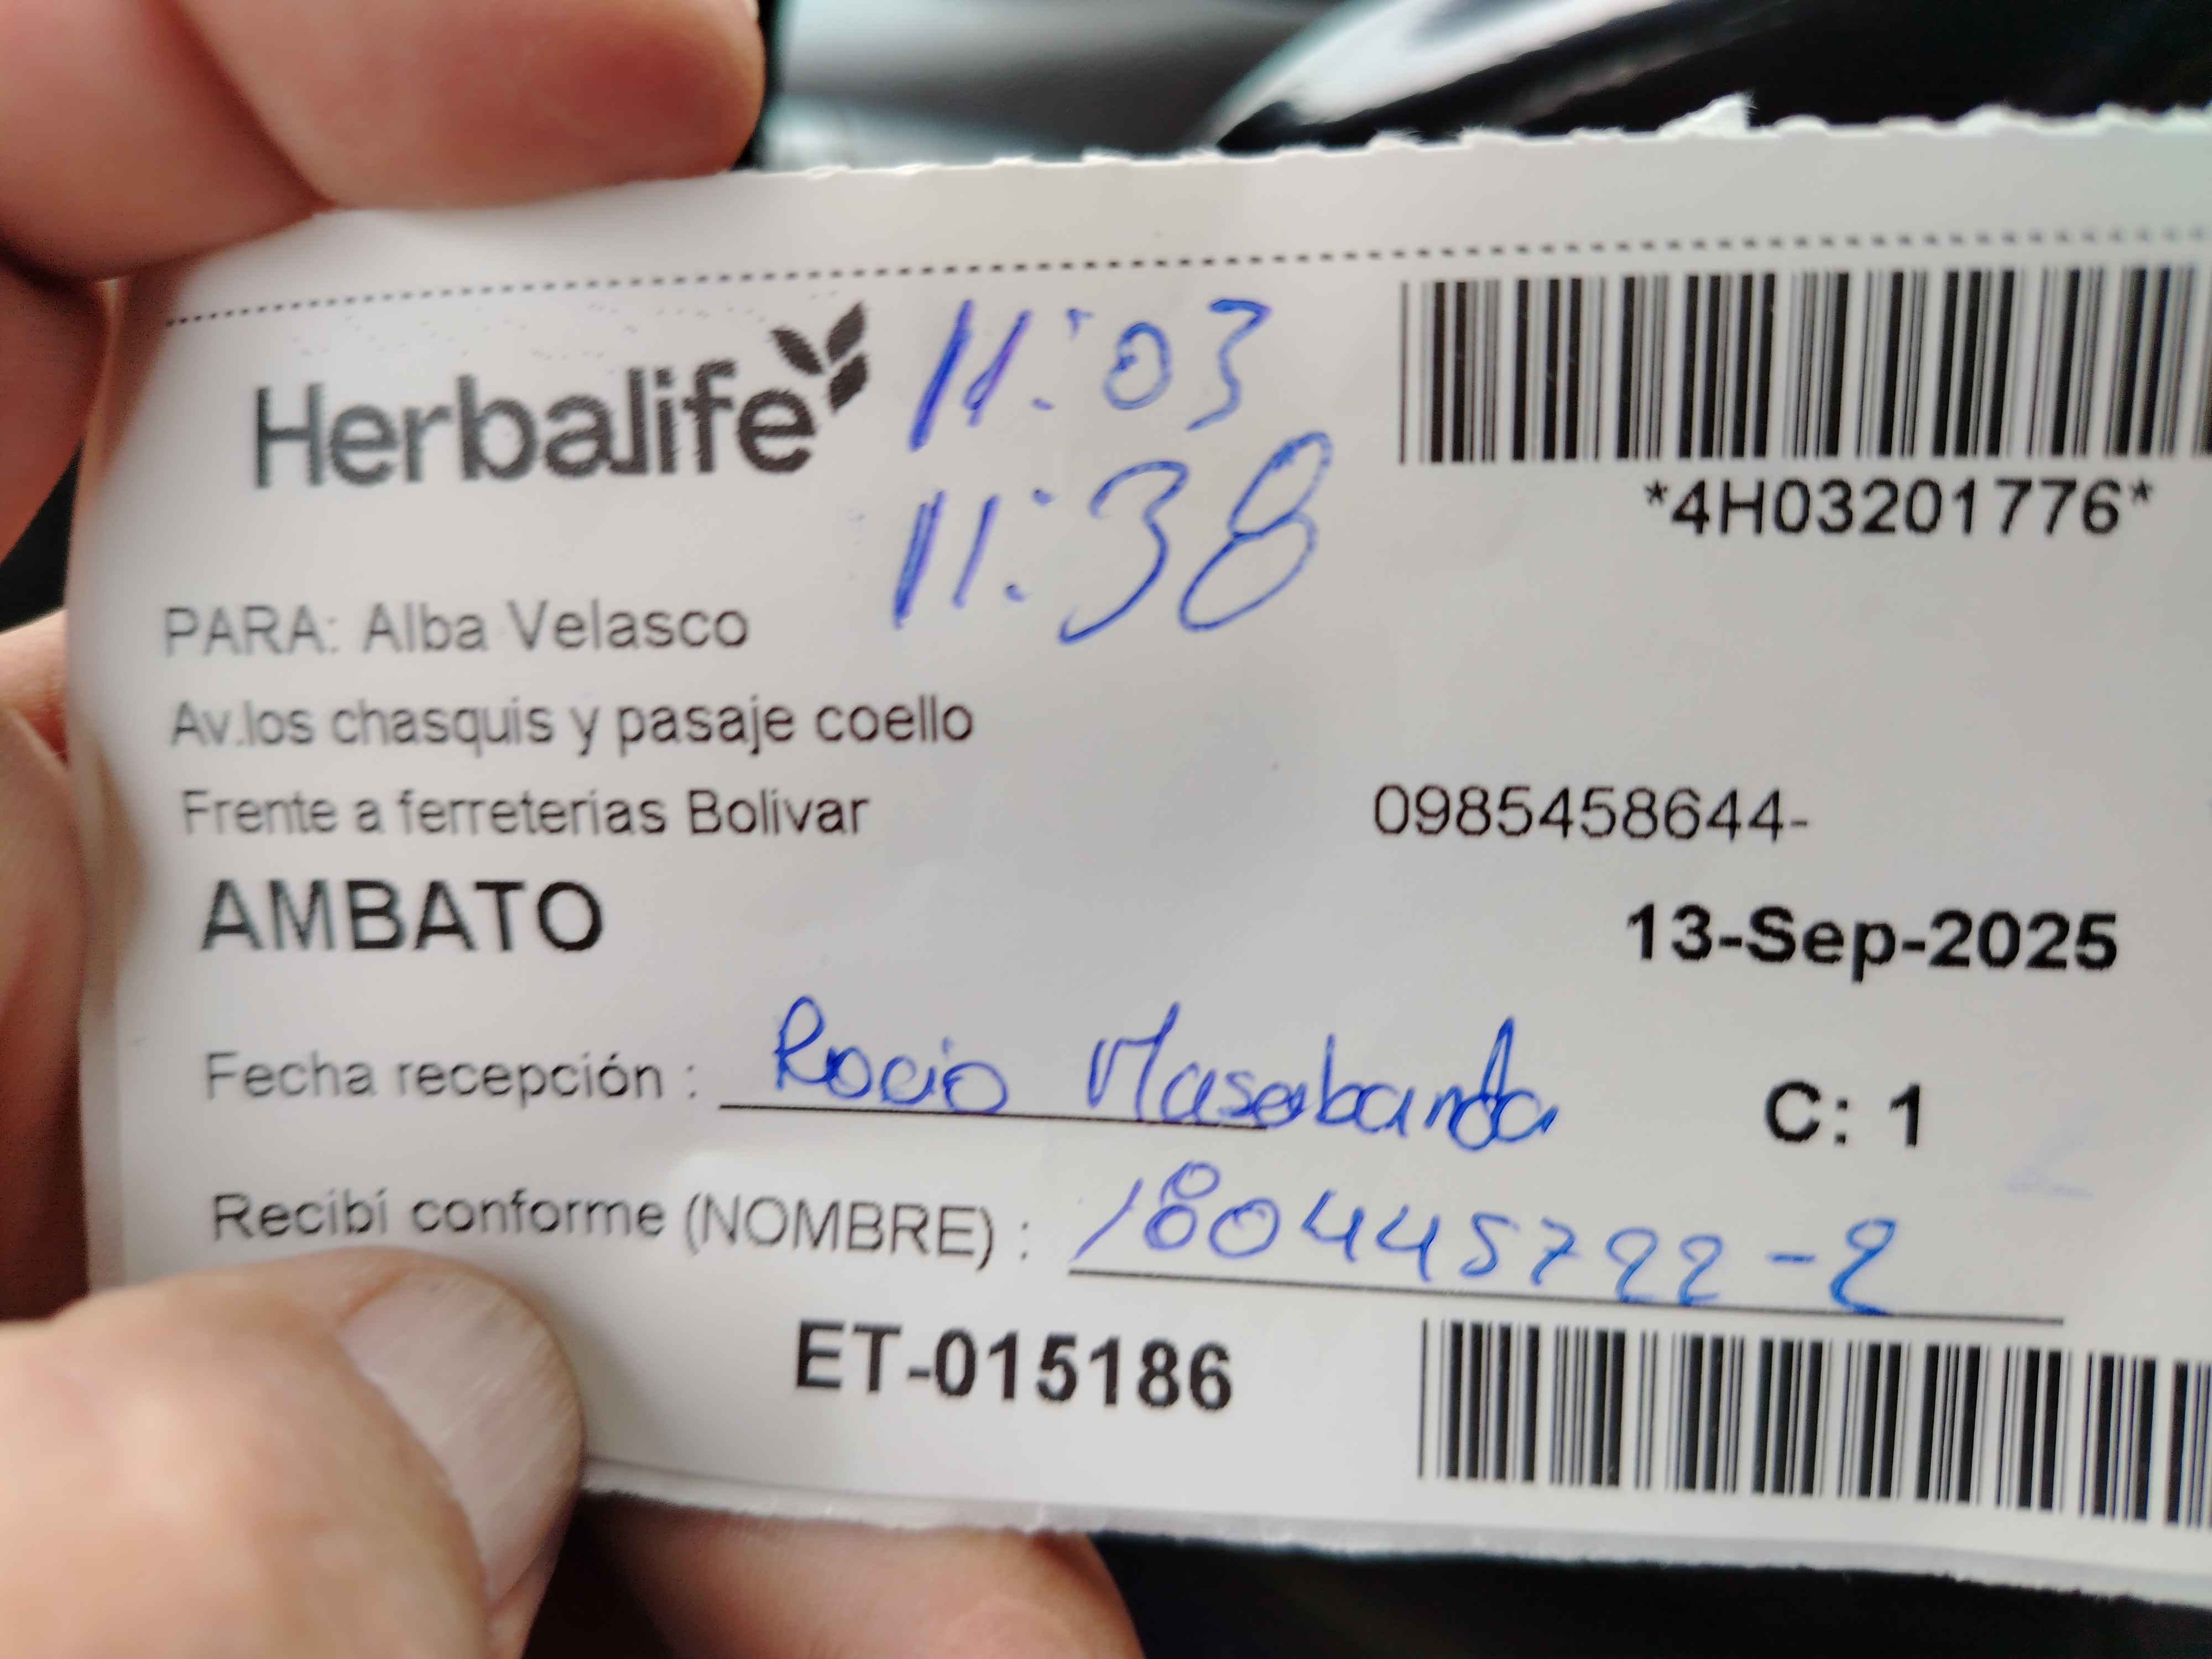 Herbalife
11:03
11:38
*4H03201776*
PARA: Alba Velasco
Av.los chasquis y pasaje coello
Frente a ferreterias Bolivar
0985458644-
AMBATO
13-Sep-2025
Fecha recepción : Rocio Masabanda
C: 1
Recibí conforme (NOMBRE) : 180445722-2
ET-015186